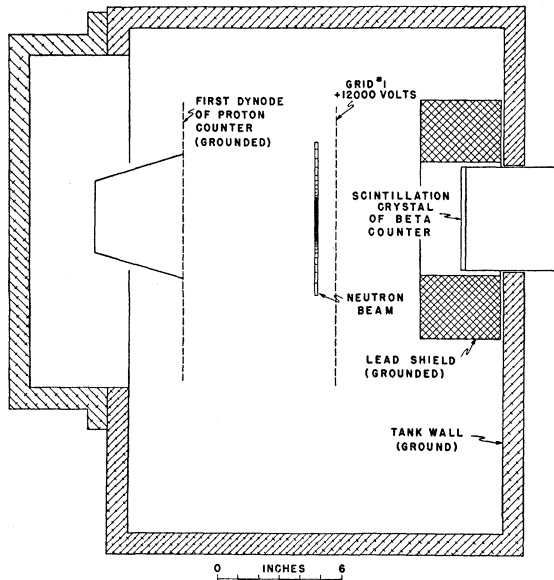 FIRST DYNODE
OF PROTON
COUNTER
(GROUNDED)
GRID #1
+12000 VOLTS
SCINTILLATION
CRYSTAL
OF BETA
COUNTER
NEUTRON
BEAM
LEAD SHIELD
(GROUNDED)
TANK WALL
(GROUND)
0 INCHES 6